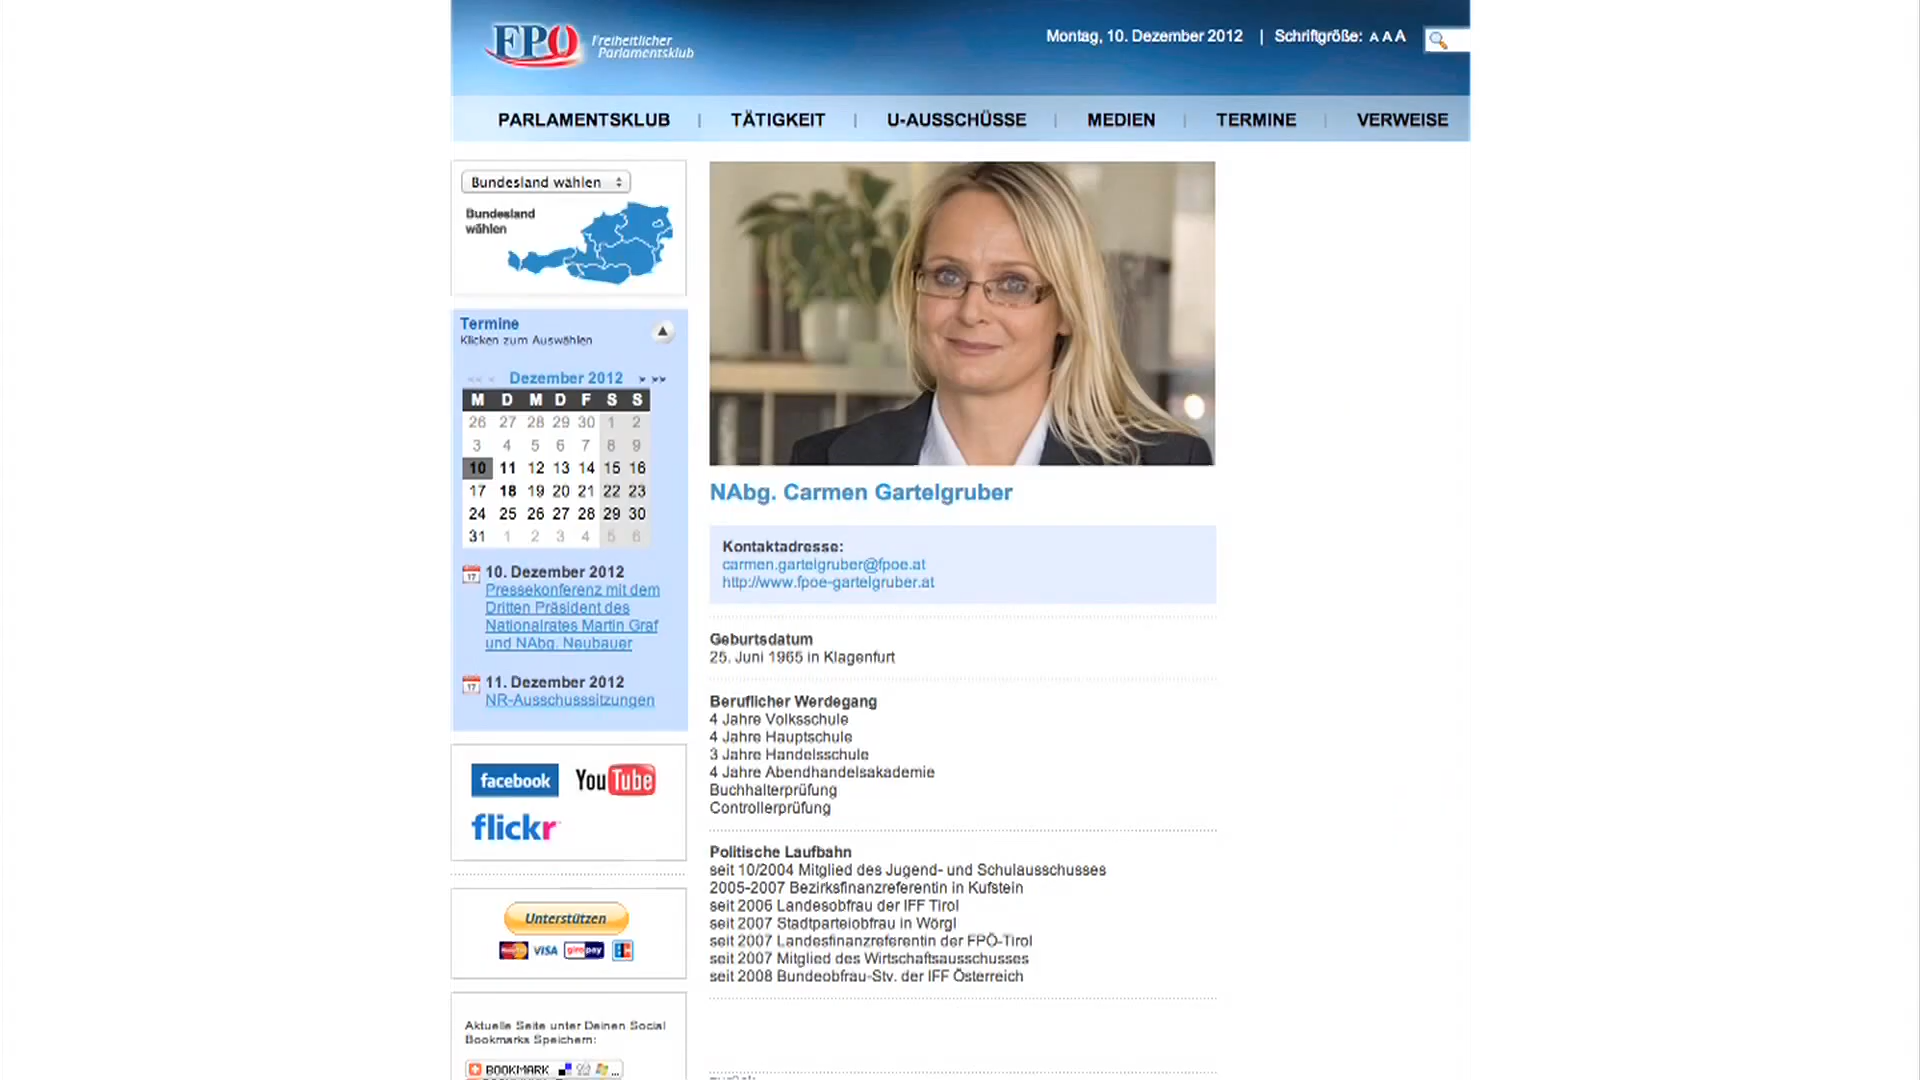 FPÖ Freiheitlicher
Parlamentsklub
Montag, 10. Dezember 2012 | Schriftgröße: A A A
PARLAMENTSKLUB | TÄTIGKEIT | U-AUSSCHÜSSE | MEDIEN | TERMINE | VERWEISE
Bundesland wählen
Bundesland
wählen
Termine
Klicken zum Auswählen
Dezember 2012
M D M D F S S
26 27 28 29 30 1 2
3 4 5 6 7 8 9
10 11 12 13 14 15 16
17 18 19 20 21 22 23
24 25 26 27 28 29 30
31 1 2 3 4 5 6
17 10. Dezember 2012
Pressekonferenz mit dem
Dritten Präsident des
Nationalrates Martin Graf
und NAbg. Neubauer
17 11. Dezember 2012
NR-Ausschusssitzungen
facebook YouTube
flickr
Unterstützen
VISA giropay
Aktuelle Seite unter Deinen Social
Bookmarks Speichern:
BOOKMARK ...
NAbg. Carmen Gartelgruber
Kontaktadresse:
carmen.gartelgruber@fpoe.at
http://www.fpoe-gartelgruber.at
Geburtsdatum
25. Juni 1965 in Klagenfurt
Beruflicher Werdegang
4 Jahre Volksschule
4 Jahre Hauptschule
3 Jahre Handelsschule
4 Jahre Abendhandelsakademie
Buchhalterprüfung
Controllerprüfung
Politische Laufbahn
seit 10/2004 Mitglied des Jugend- und Schulausschusses
2005-2007 Bezirksfinanzreferentin in Kufstein
seit 2006 Landesobfrau der IFF Tirol
seit 2007 Stadtparteiobfrau in Wörgl
seit 2007 Landesfinanzreferentin der FPÖ-Tirol
seit 2007 Mitglied des Wirtschaftsausschusses
seit 2008 Bundeobfrau-Stv. der IFF Österreich